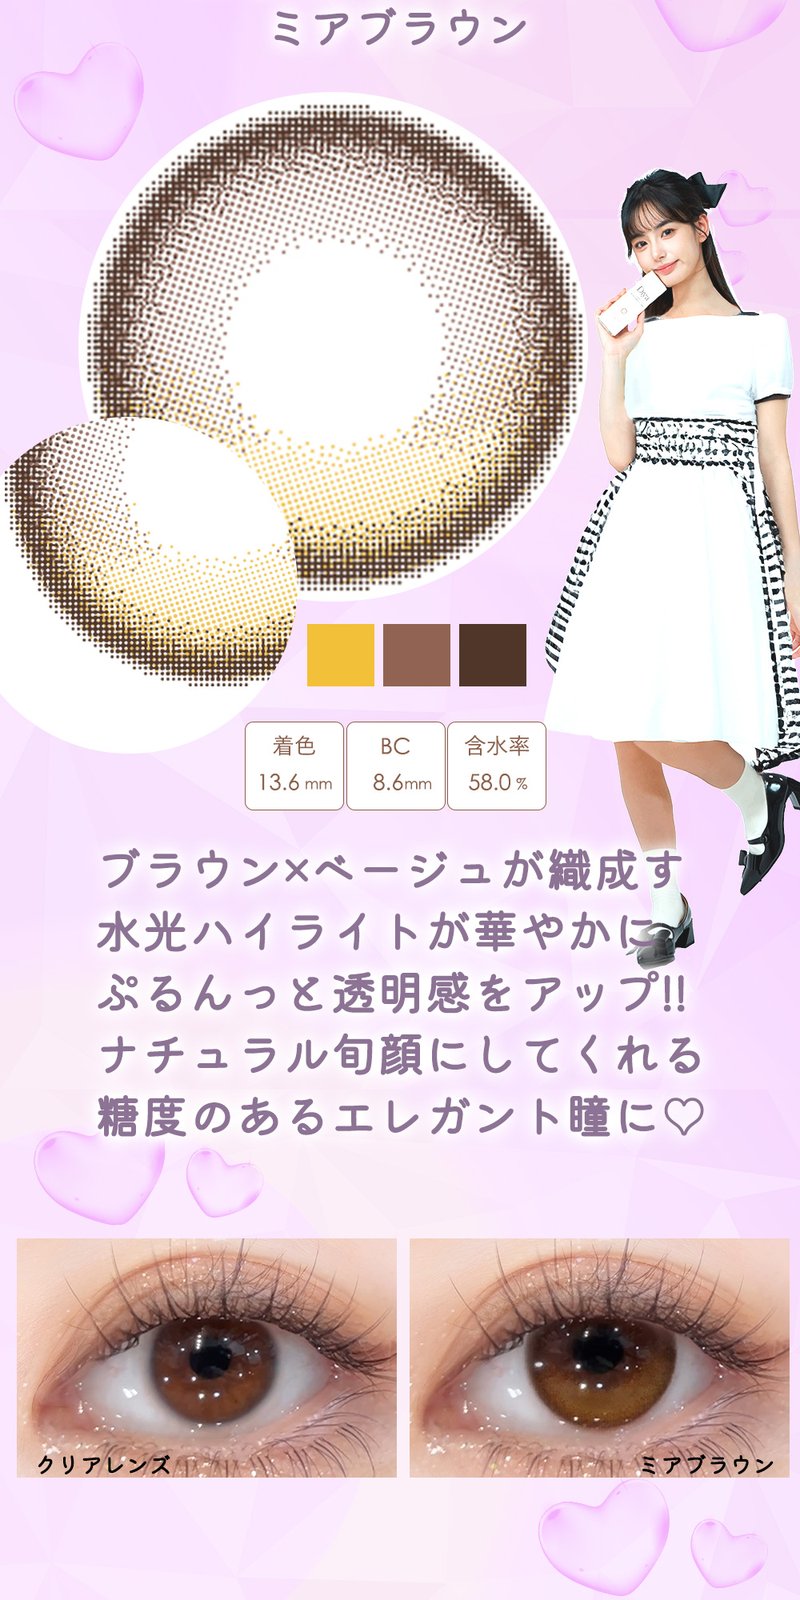 ミアブラウン
着色
13.6 mm
BC
8.6mm
含水率
58.0 %
ブラウン×ベージュが織成す
水光ハイライトが華やかに
ぷるんっと透明感をアップ!!
ナチュラル旬顔にしてくれる
糖度のあるエレガント瞳に♡
クリアレンズ
ミアブラウン